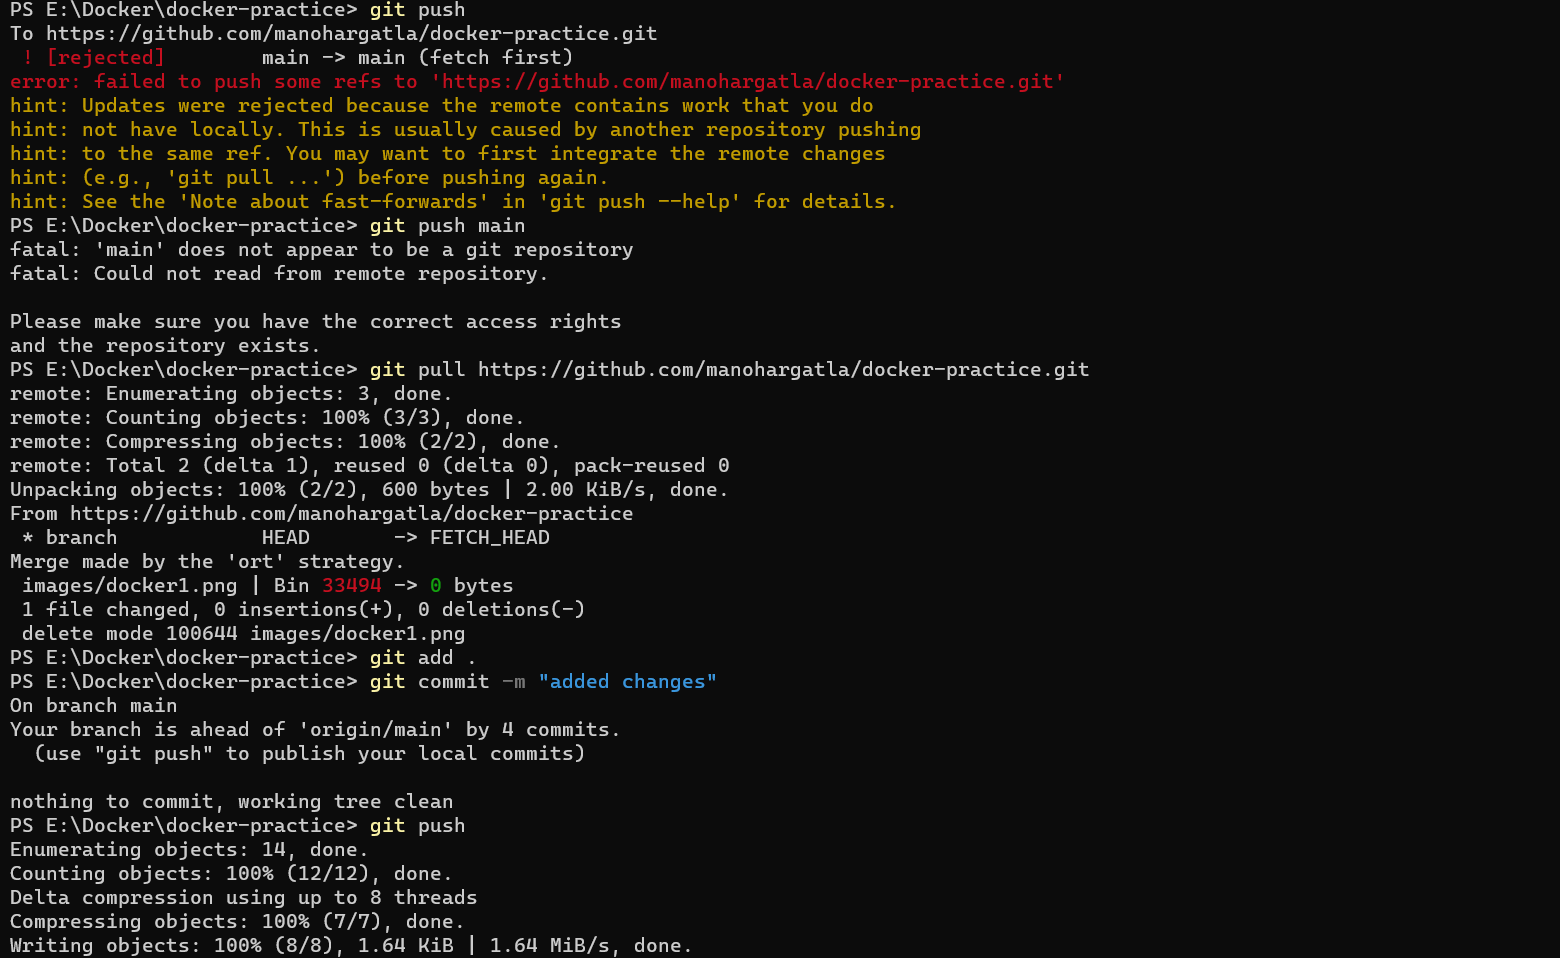 PS E:\Docker\docker-practice> git push
To https://github.com/manohargatla/docker-practice.git
 ! [rejected]        main -> main (fetch first)
error: failed to push some refs to 'https://github.com/manohargatla/docker-practice.git'
hint: Updates were rejected because the remote contains work that you do
hint: not have locally. This is usually caused by another repository pushing
hint: to the same ref. You may want to first integrate the remote changes
hint: (e.g., 'git pull ...') before pushing again.
hint: See the 'Note about fast-forwards' in 'git push --help' for details.
PS E:\Docker\docker-practice> git push main
fatal: 'main' does not appear to be a git repository
fatal: Could not read from remote repository.

Please make sure you have the correct access rights
and the repository exists.
PS E:\Docker\docker-practice> git pull https://github.com/manohargatla/docker-practice.git
remote: Enumerating objects: 3, done.
remote: Counting objects: 100% (3/3), done.
remote: Compressing objects: 100% (2/2), done.
remote: Total 2 (delta 1), reused 0 (delta 0), pack-reused 0
Unpacking objects: 100% (2/2), 600 bytes | 2.00 KiB/s, done.
From https://github.com/manohargatla/docker-practice
 * branch            HEAD       -> FETCH_HEAD
Merge made by the 'ort' strategy.
 images/docker1.png | Bin 33494 -> 0 bytes
 1 file changed, 0 insertions(+), 0 deletions(-)
 delete mode 100644 images/docker1.png
PS E:\Docker\docker-practice> git add .
PS E:\Docker\docker-practice> git commit -m "added changes"
On branch main
Your branch is ahead of 'origin/main' by 4 commits.
  (use "git push" to publish your local commits)

nothing to commit, working tree clean
PS E:\Docker\docker-practice> git push
Enumerating objects: 14, done.
Counting objects: 100% (12/12), done.
Delta compression using up to 8 threads
Compressing objects: 100% (7/7), done.
Writing objects: 100% (8/8), 1.64 KiB | 1.64 MiB/s, done.